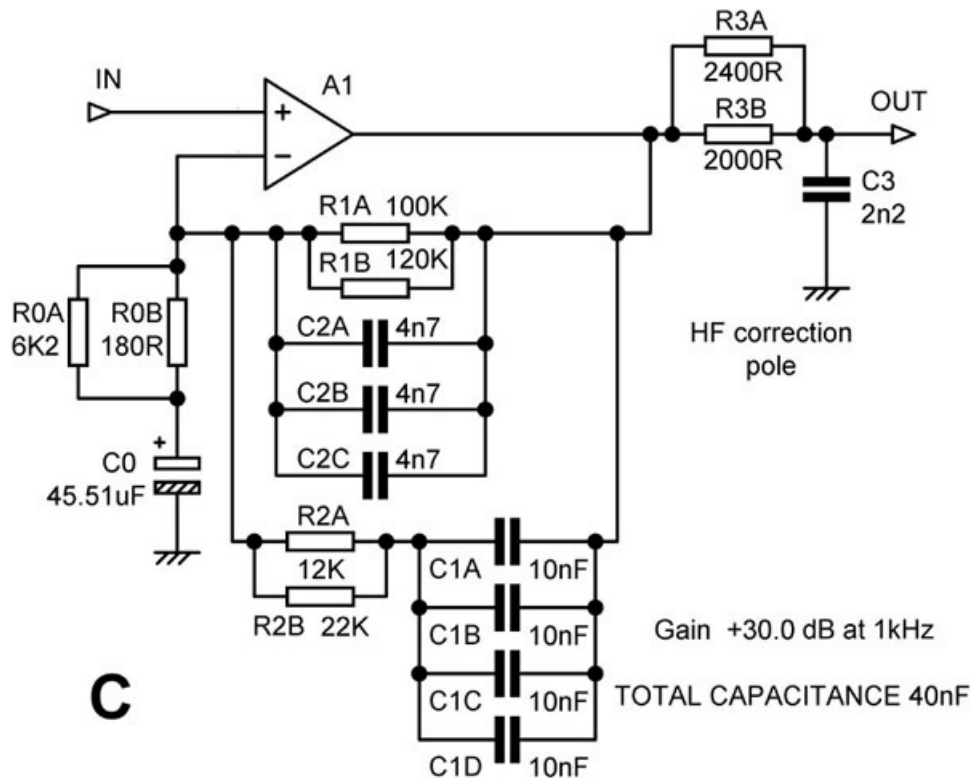 R3A
2400R
IN
A1
OUT
R3B
2000R
+
−
C3
2n2
R1A 100K
R1B 120K
R0A
6K2
R0B
180R
C2A 4n7
HF correction
pole
C2B 4n7
+
C0
45.51uF
C2C 4n7
R2A
12K
C1A 10nF
R2B 22K
C1B 10nF
Gain +30.0 dB at 1kHz
C
C1C 10nF
TOTAL CAPACITANCE 40nF
C1D 10nF